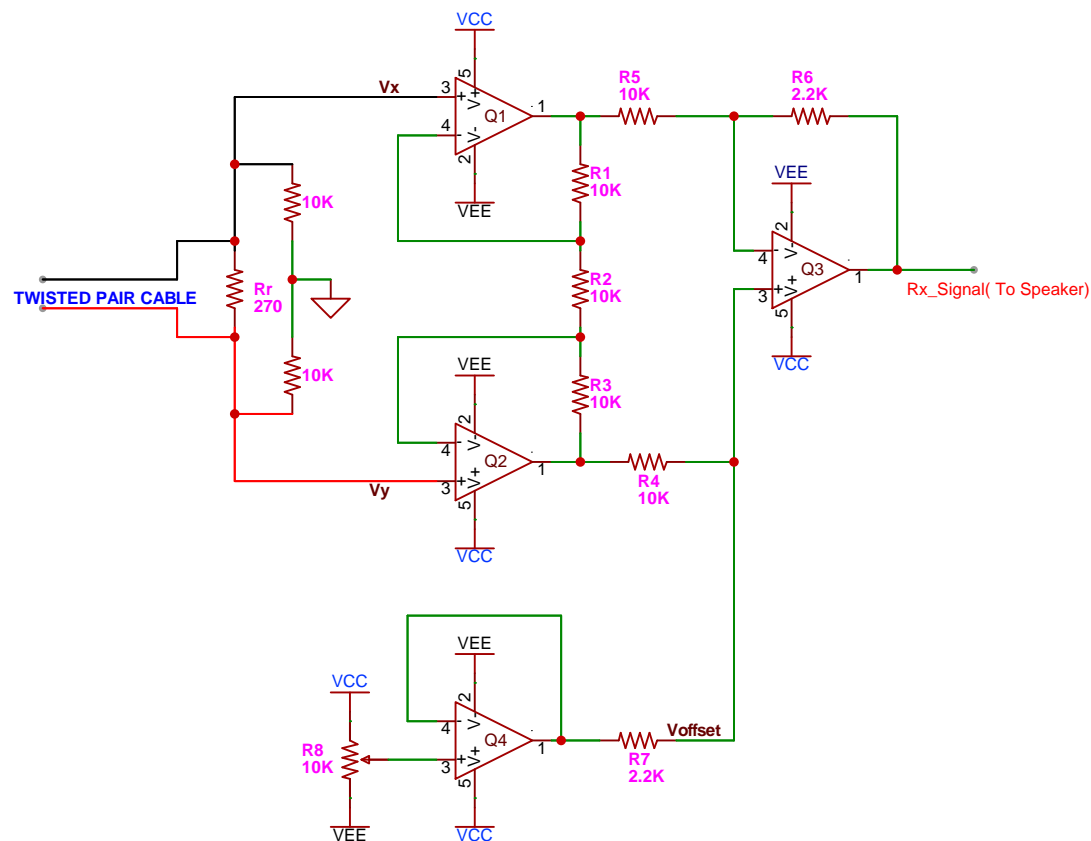 VCC
Vx
3
+
V+
5
Q1
1
4
-
V-
2
VEE
R5
10K
R6
2.2K
10K
R1
10K
VEE
2
4
-
V-
Q3
1
3
+
V+
5
VCC
Rx_Signal( To Speaker)
TWISTED PAIR CABLE
Rr
270
R2
10K
10K
VEE
R3
10K
2
4
-
V-
Q2
1
3
+
V+
5
Vy
VCC
R4
10K
VEE
VCC
2
4
-
V-
Q4
1
3
+
V+
5
VCC
R8
10K
VEE
Voffset
R7
2.2K